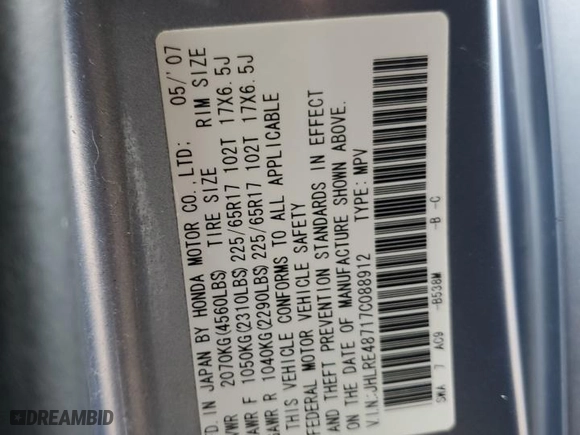 D. IN JAPAN BY HONDA MOTOR CO., LTD: 05/'07
VWR 2070KG(4560LBS) TIRE SIZE RIM SIZE
GAWR F 1050KG(2310LBS) 225/65R17 102T 17X6.5J
GAWR R 1040KG(2290LBS) 225/65R17 102T 17X6.5J
THIS VEHICLE CONFORMS TO ALL APPLICABLE
FEDERAL MOTOR VEHICLE SAFETY
AND THEFT PREVENTION STANDARDS IN EFFECT
ON THE DATE OF MANUFACTURE SHOWN ABOVE.
V.I.N:JHLRE48717C088912 TYPE: MPV
SWA 7 AC9 -B538M -B -C
DREAMBID